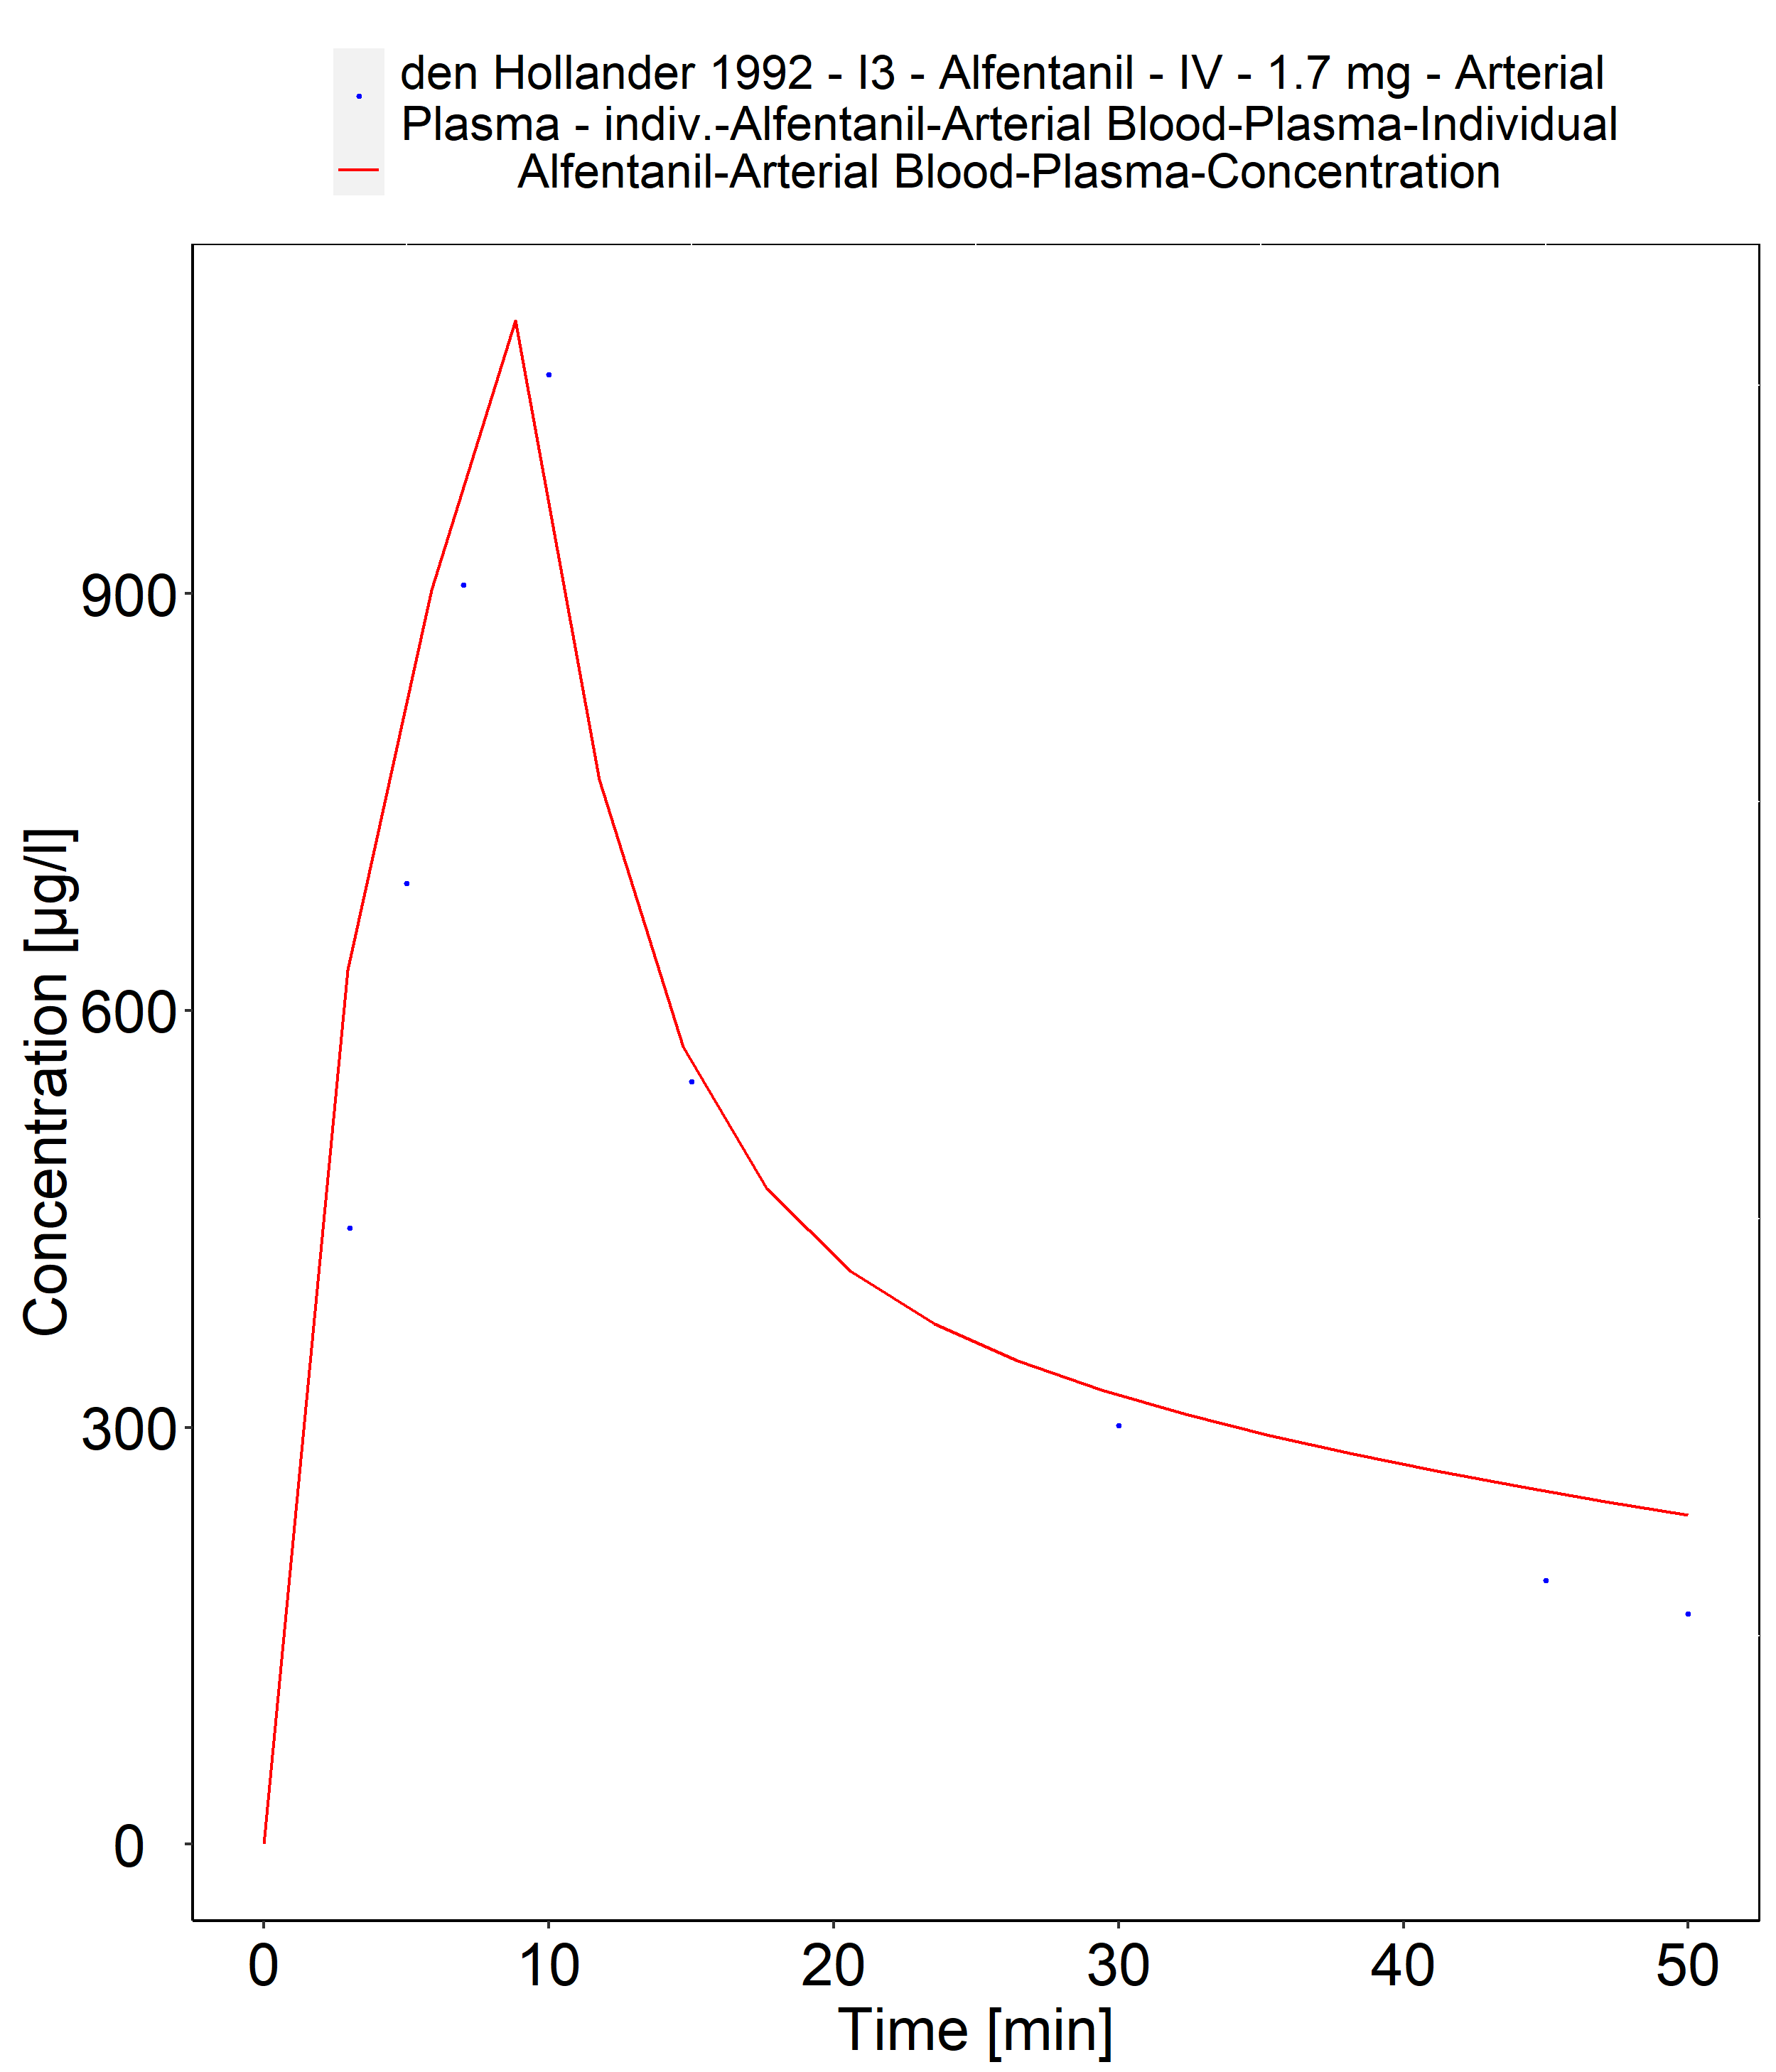 den Hollander 1992 - I3 - Alfentanil - IV - 1.7 mg - Arterial
Plasma - indiv.-Alfentanil-Arterial Blood-Plasma-Individual
Alfentanil-Arterial Blood-Plasma-Concentration
Concentration [µg/l]
900
600
300
0
0 10 20 30 40 50
Time [min]